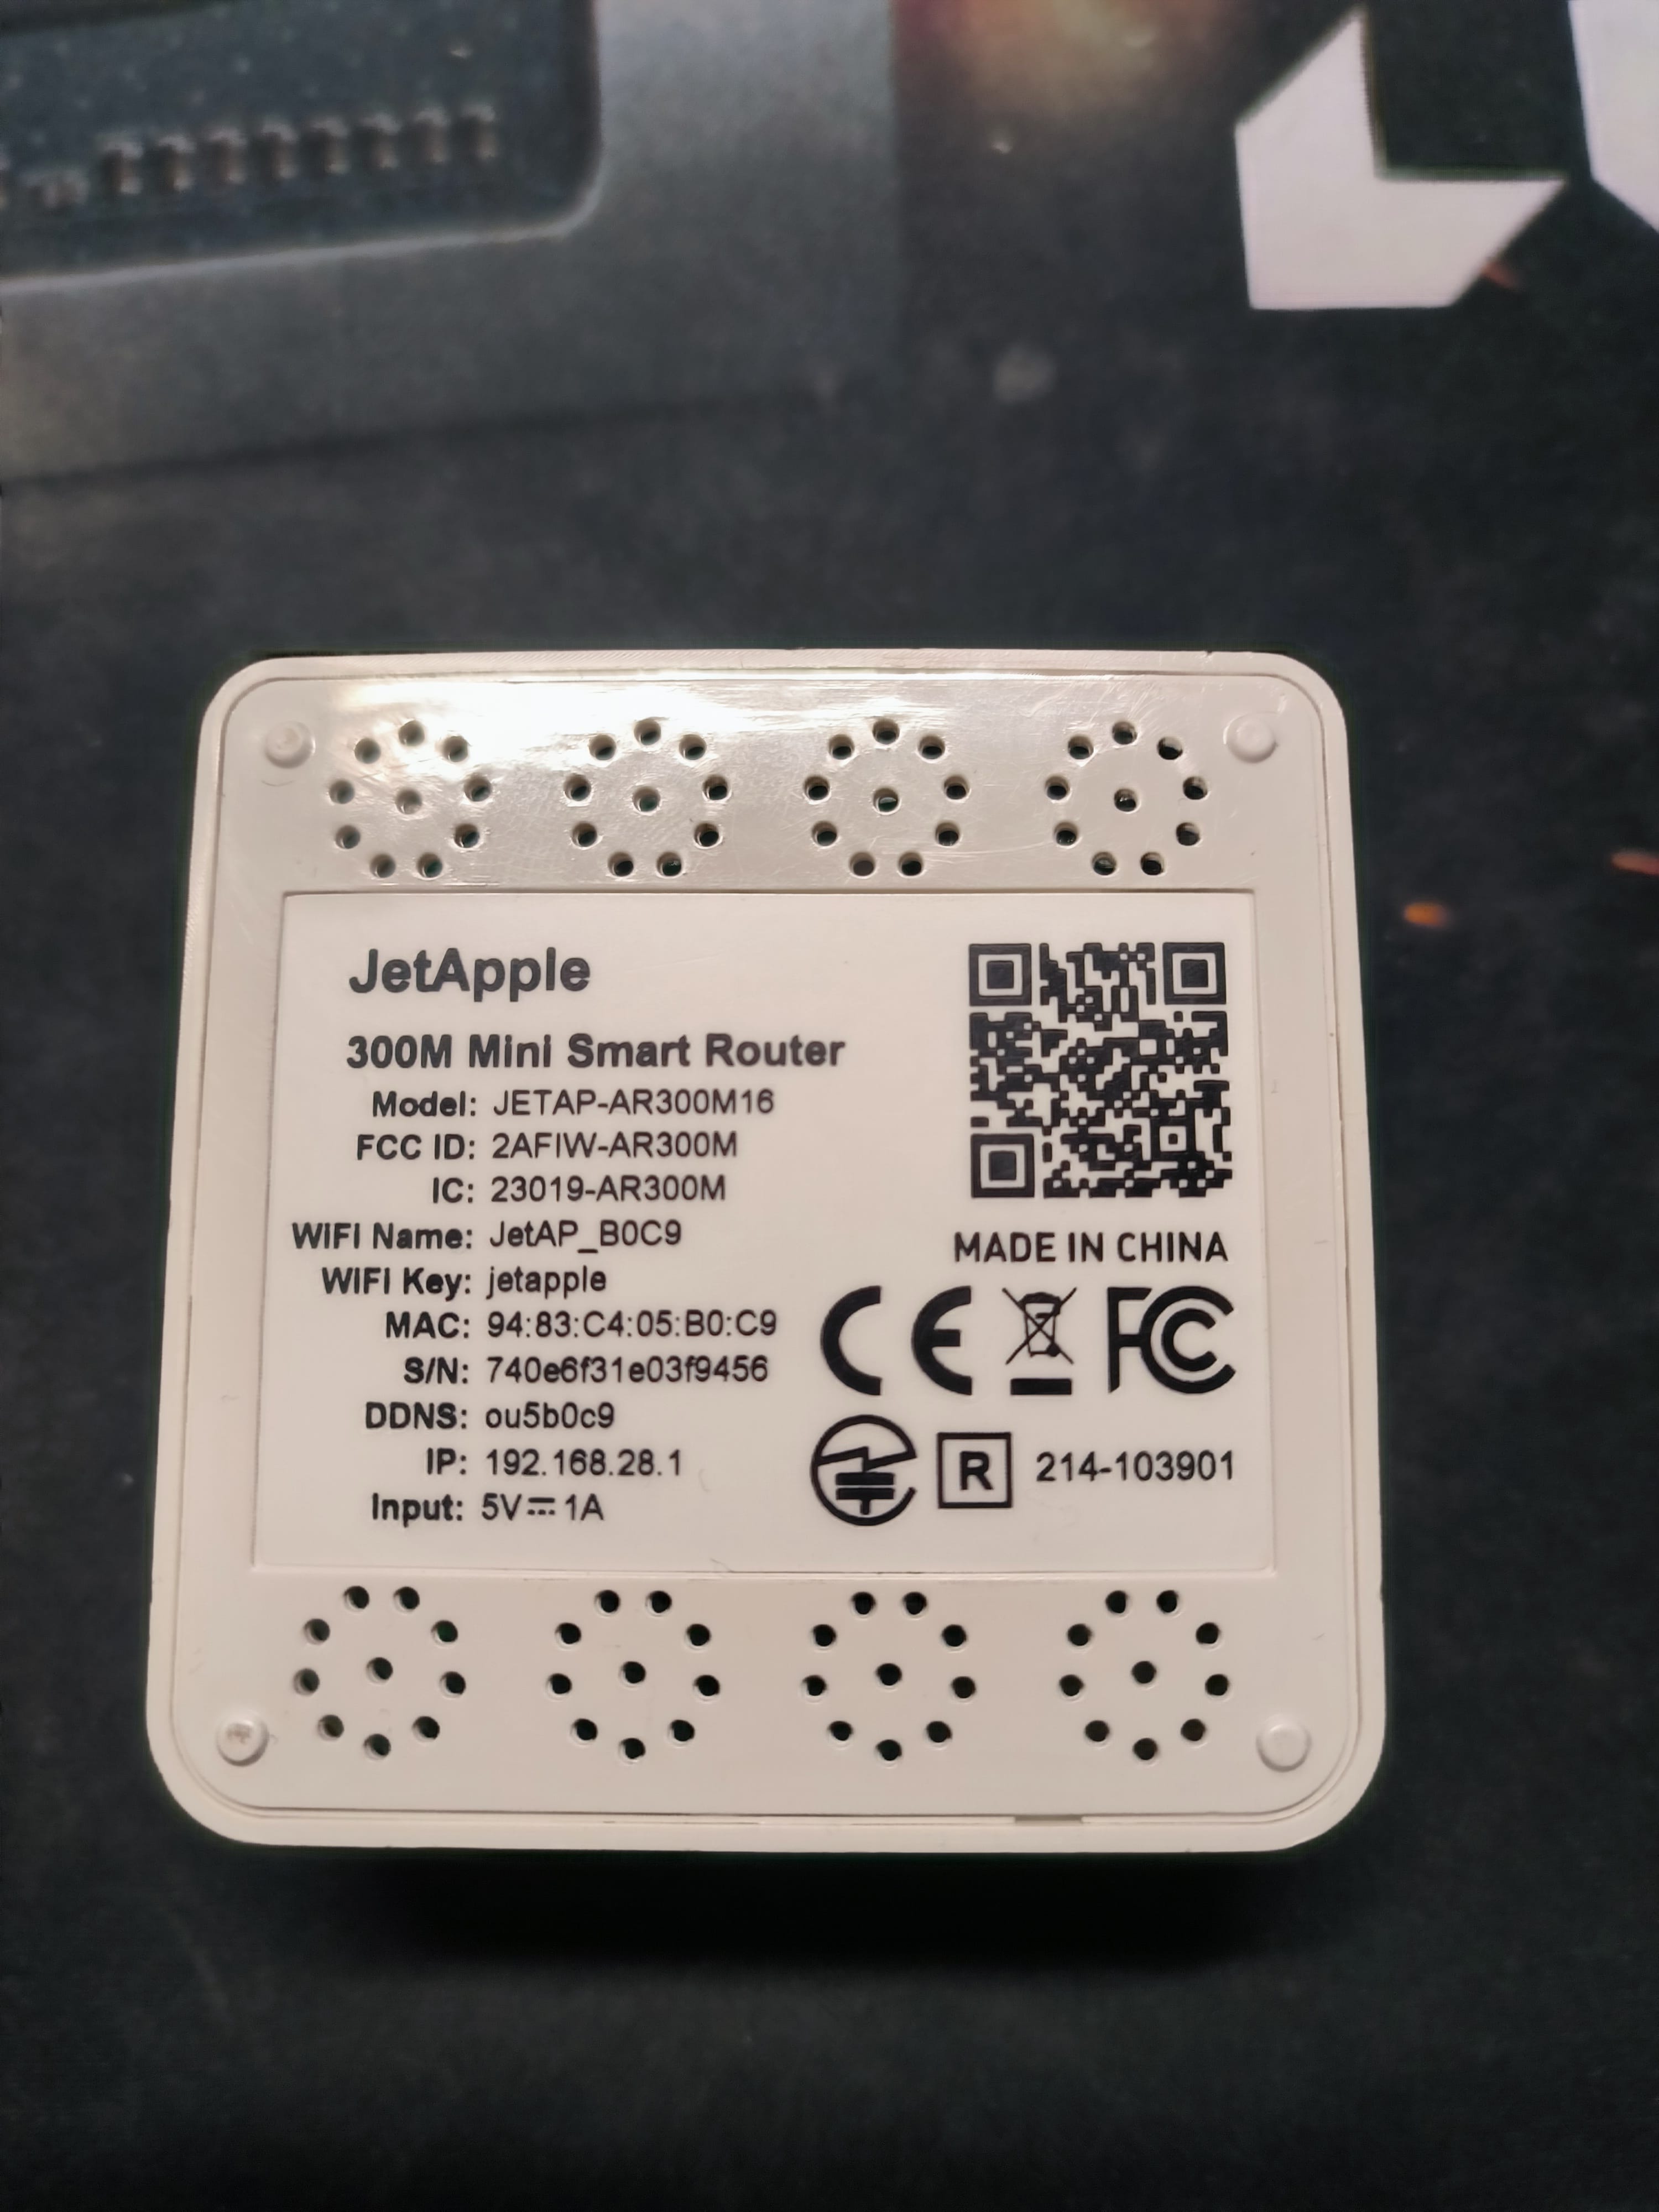 JetApple
300M Mini Smart Router
Model: JETAP-AR300M16
FCC ID: 2AFIW-AR300M
IC: 23019-AR300M
WiFi Name: JetAP_B0C9
WiFi Key: jetapple
MAC: 94:83:C4:05:B0:C9
S/N: 740e6f31e03f9456
DDNS: ou5b0c9
IP: 192.168.28.1
Input: 5V⎓1A
MADE IN CHINA
CE FC
R 214-103901